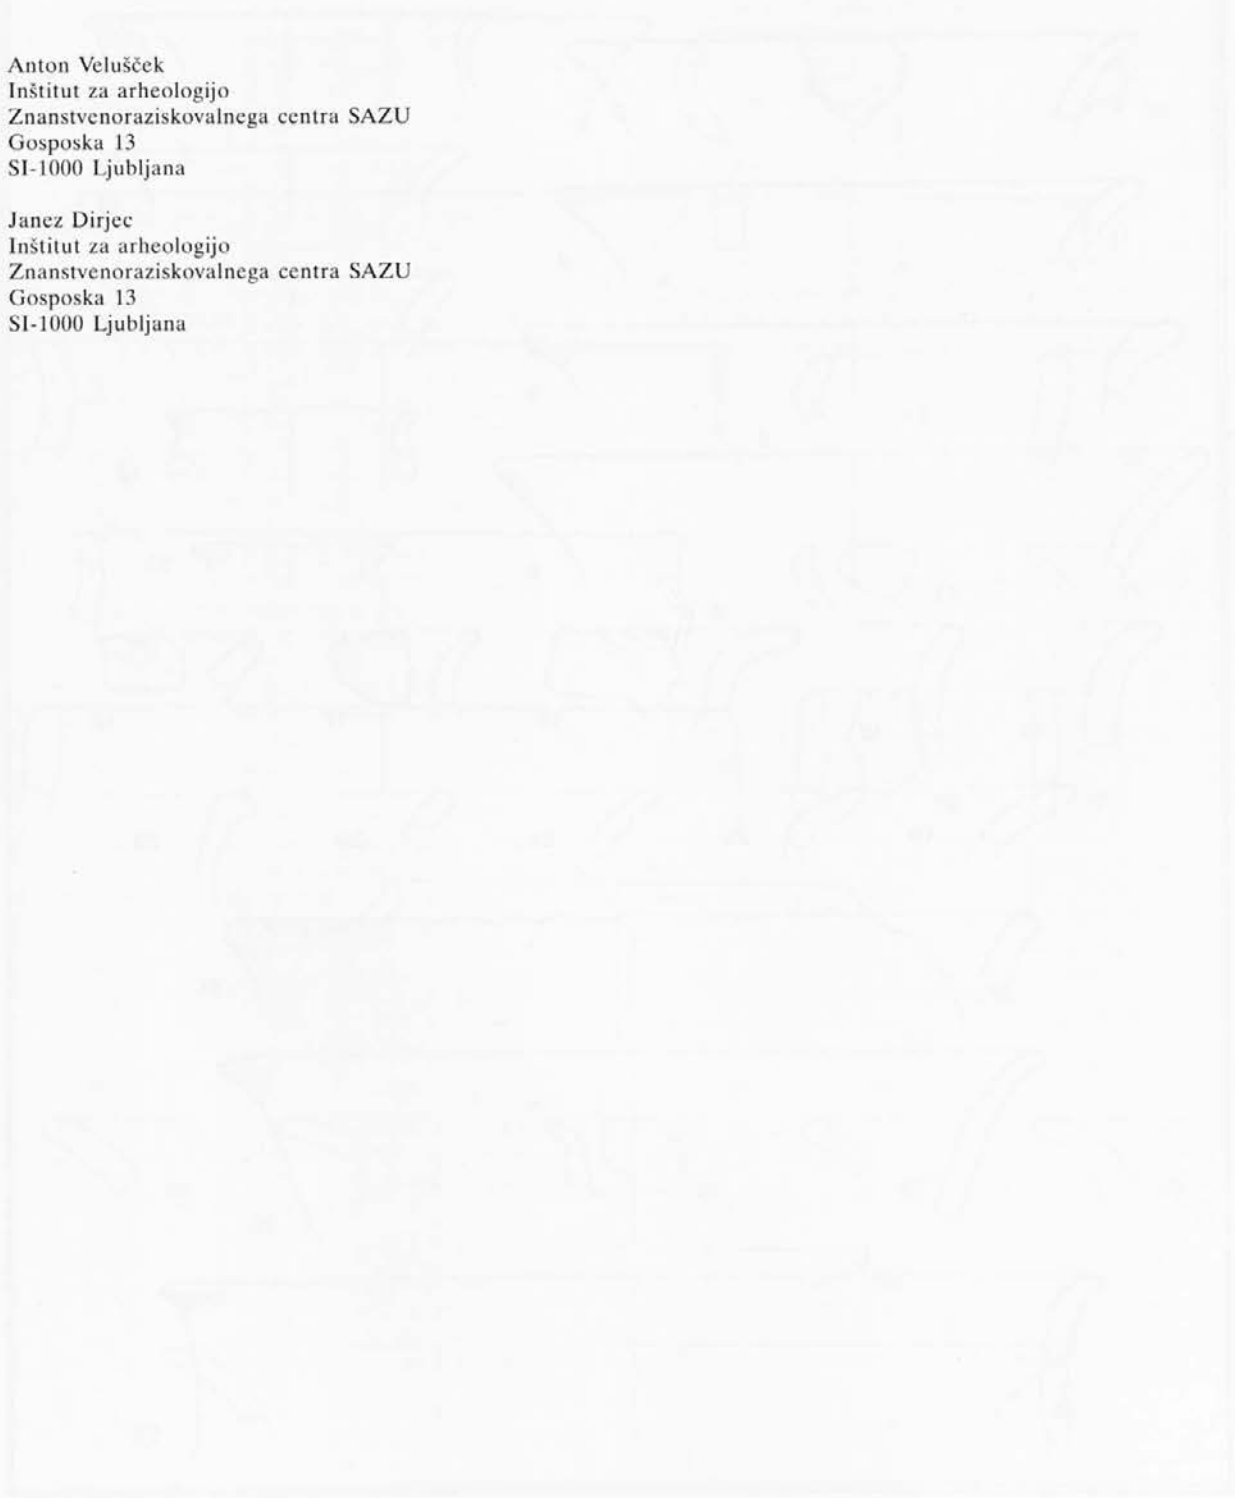 Anton Velušček
Inštitut za arheologijo
Znanstvenoraziskovalnega centra SAZU
Gosposka 13
SI-1000 Ljubljana

Janez Dirjec
Inštitut za arheologijo
Znanstvenoraziskovalnega centra SAZU
Gosposka 13
SI-1000 Ljubljana